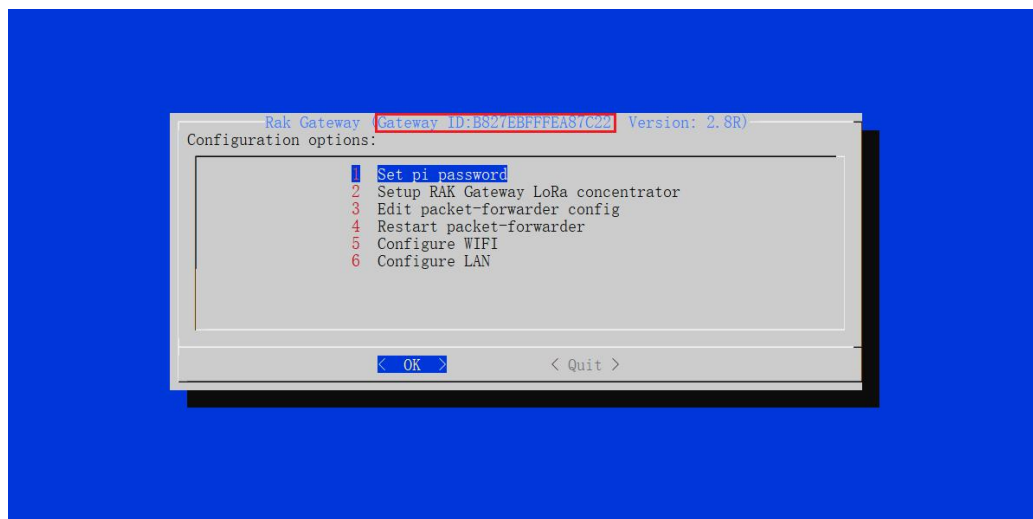 Rak Gateway (Gateway ID:B827EBFFFEA87C22 Version: 2.8R)
Configuration options:
1 Set pi password
2 Setup RAK Gateway LoRa concentrator
3 Edit packet-forwarder config
4 Restart packet-forwarder
5 Configure WIFI
6 Configure LAN
< OK > < Quit >